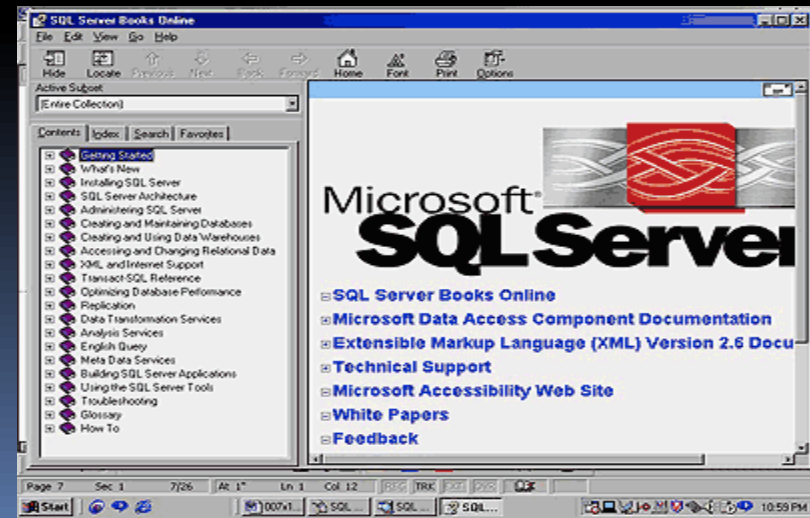 SQL Server Books Online
File Edit View Go Help
Hide Locate Previous Next Back Forward Home Font Print Options
Active Subset
(Entire Collection)
Contents Index Search Favorites
Getting Started
What's New
Installing SQL Server
SQL Server Architecture
Administering SQL Server
Creating and Maintaining Databases
Creating and Using Data Warehouses
Accessing and Changing Relational Data
XML and Internet Support
Transact-SQL Reference
Optimizing Database Performance
Replication
Data Transformation Services
Analysis Services
English Query
Meta Data Services
Building SQL Server Applications
Using the SQL Server Tools
Troubleshooting
Glossary
How To
Microsoft®
SQL Server
SQL Server Books Online
Microsoft Data Access Component Documentation
Extensible Markup Language (XML) Version 2.6 Docu
Technical Support
Microsoft Accessibility Web Site
White Papers
Feedback
Page 7 Sec 1 7/26 At 1" Ln 1 Col 12 REC TRK EXT OVR
Start 007x1... SQL ... SQL ... SQL... 10:59 PM